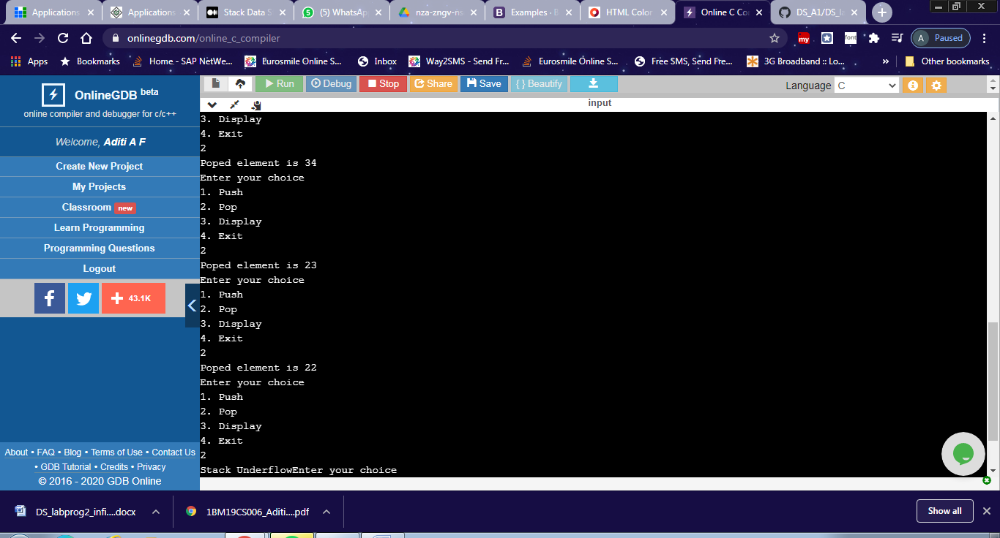 Applications
Applications
Stack Data S
(5) WhatsAp
nza-zngv-ns
Examples · B
HTML Color
Online C Co
DS_A1/DS_la
onlinegdb.com/online_c_compiler
my
font
A Paused
Apps
Bookmarks
Home - SAP NetWe...
Eurosmile Online S...
Inbox
Way2SMS - Send Fr...
Eurosmile Online S...
Free SMS, Send Fre...
3G Broadband :: Lo...
»
Other bookmarks
OnlineGDB beta
online compiler and debugger for c/c++
Welcome, Aditi A F
Create New Project
My Projects
Classroom new
Learn Programming
Programming Questions
Logout
43.1K
About • FAQ • Blog • Terms of Use • Contact Us
• GDB Tutorial • Credits • Privacy
© 2016 - 2020 GDB Online
Run
Debug
Stop
Share
Save
{ } Beautify
Language C
input
3. Display
4. Exit
2
Poped element is 34
Enter your choice
1. Push
2. Pop
3. Display
4. Exit
2
Poped element is 23
Enter your choice
1. Push
2. Pop
3. Display
4. Exit
2
Poped element is 22
Enter your choice
1. Push
2. Pop
3. Display
4. Exit
2
Stack UnderflowEnter your choice
DS_labprog2_infi....docx
1BM19CS006_Aditi....pdf
Show all